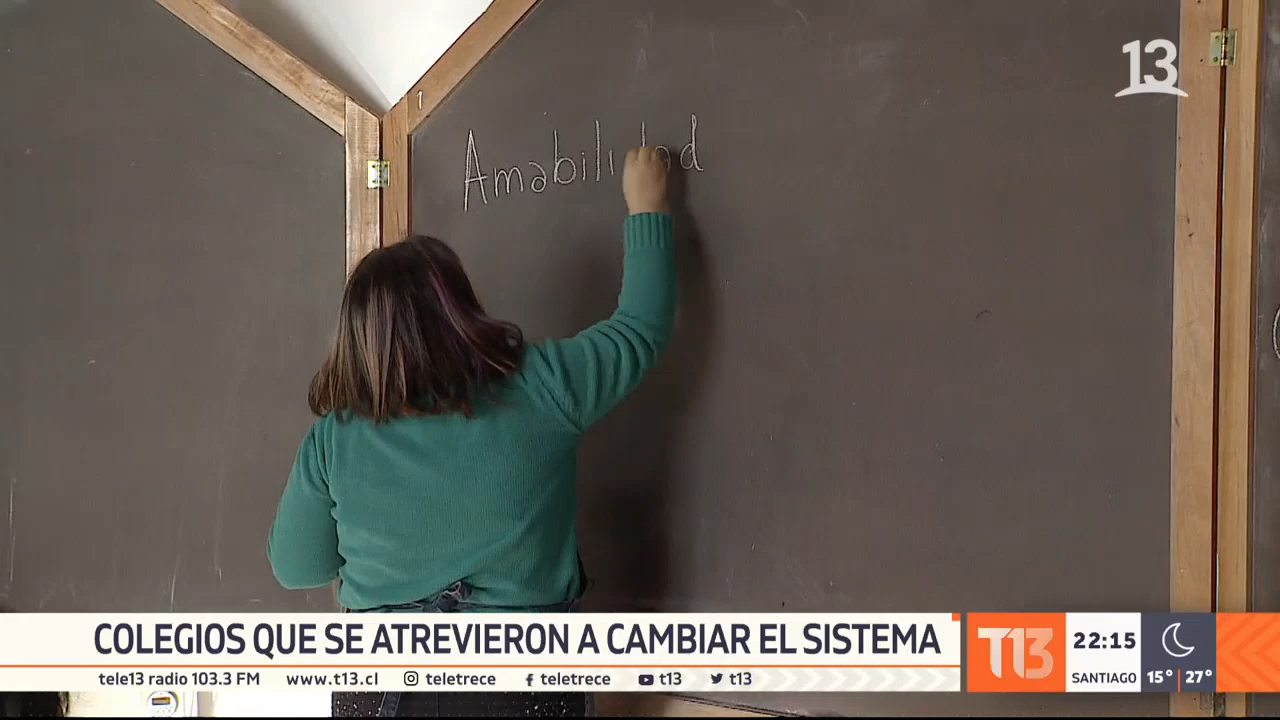 13
Amabilidad
COLEGIOS QUE SE ATREVIERON A CAMBIAR EL SISTEMA
tele13 radio 103.3 FM www.t13.cl teletrece teletrece t13 t13
T13
22:15
SANTIAGO 15° 27°